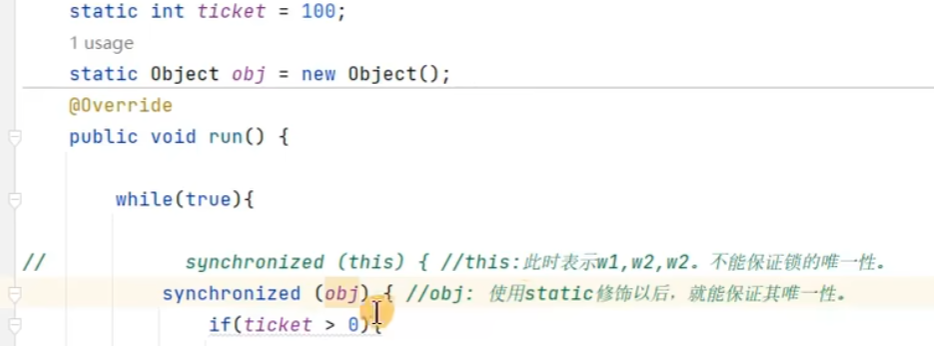 static int ticket = 100;
1 usage
static Object obj = new Object();
@Override
public void run() {
while(true){
// synchronized (this) { //this:此时表示w1,w2,w2。不能保证锁的唯一性。
synchronized (obj) { //obj: 使用static修饰以后，就能保证其唯一性。
if(ticket > 0){